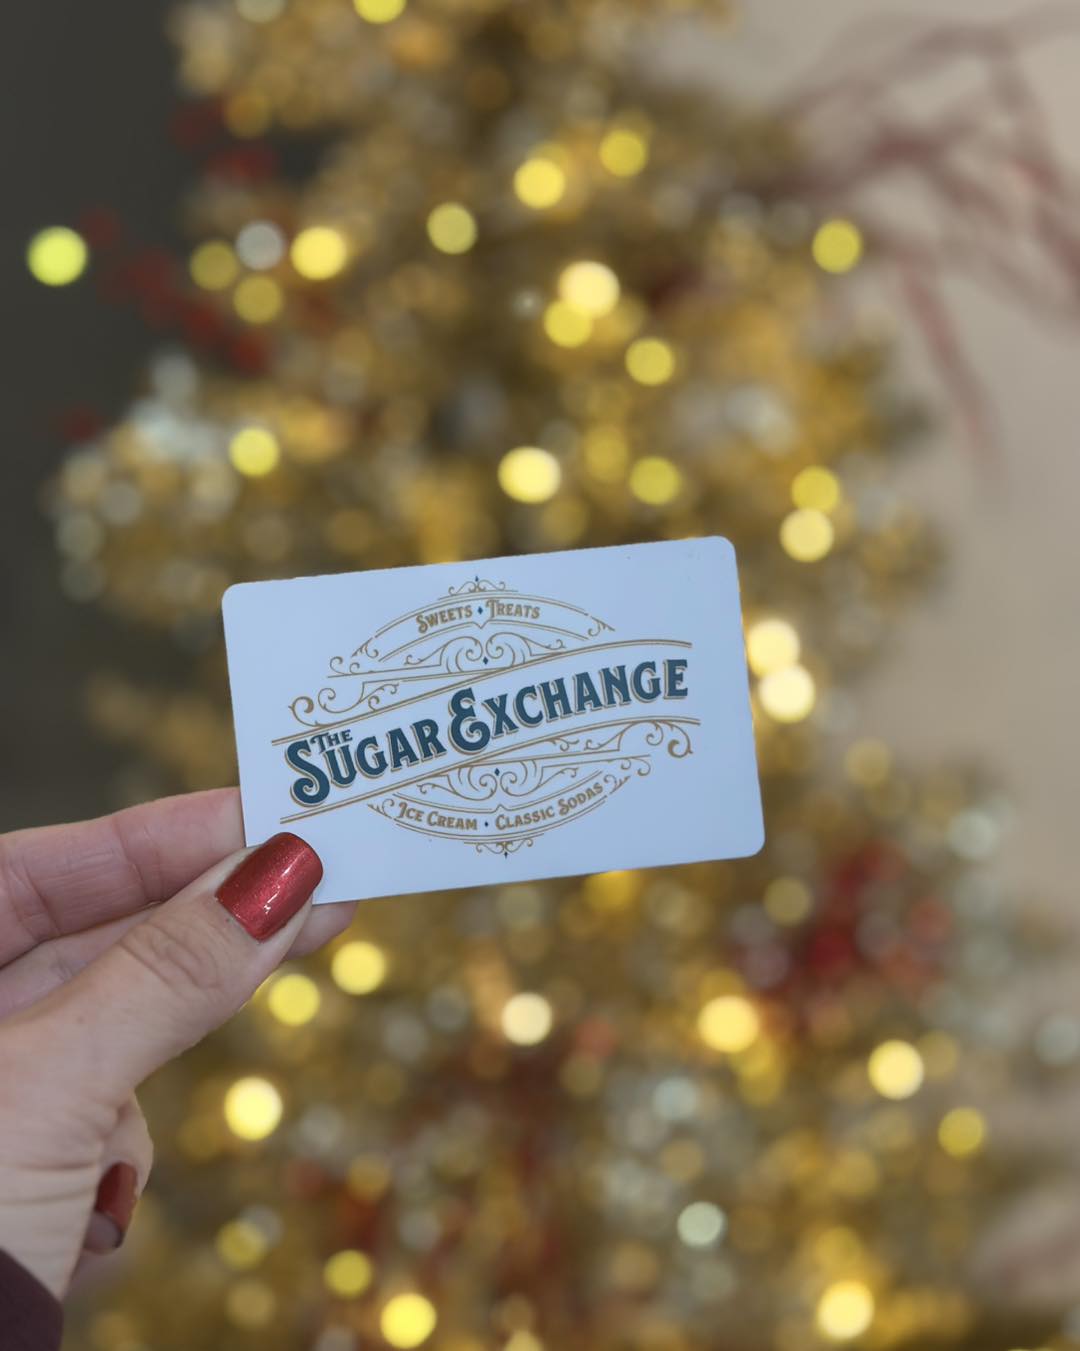 Sweets • Treats
The Sugar Exchange
Ice Cream • Classic Sodas